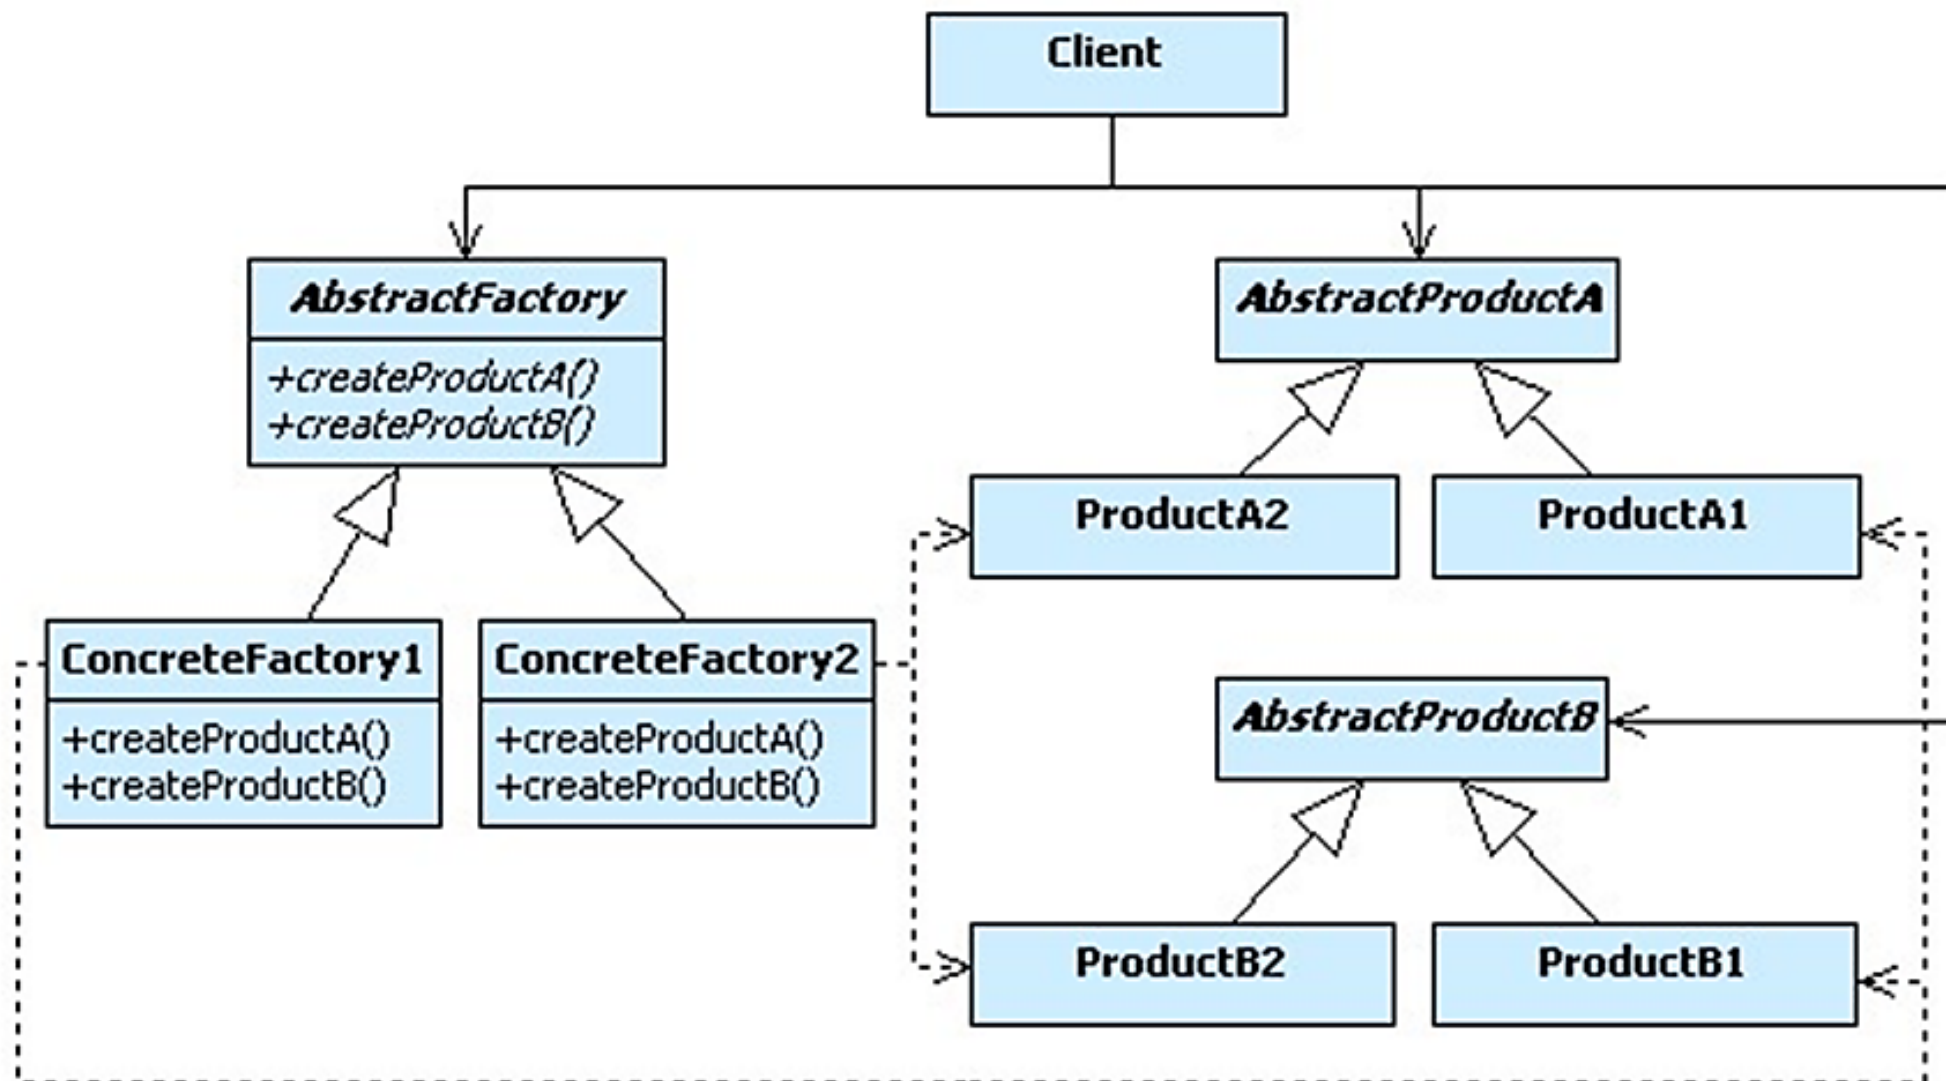 Client
AbstractFactory
+createProductA()
+createProductB()
AbstractProductA
ProductA2
ProductA1
ConcreteFactory1
+createProductA()
+createProductB()
ConcreteFactory2
+createProductA()
+createProductB()
AbstractProductB
ProductB2
ProductB1